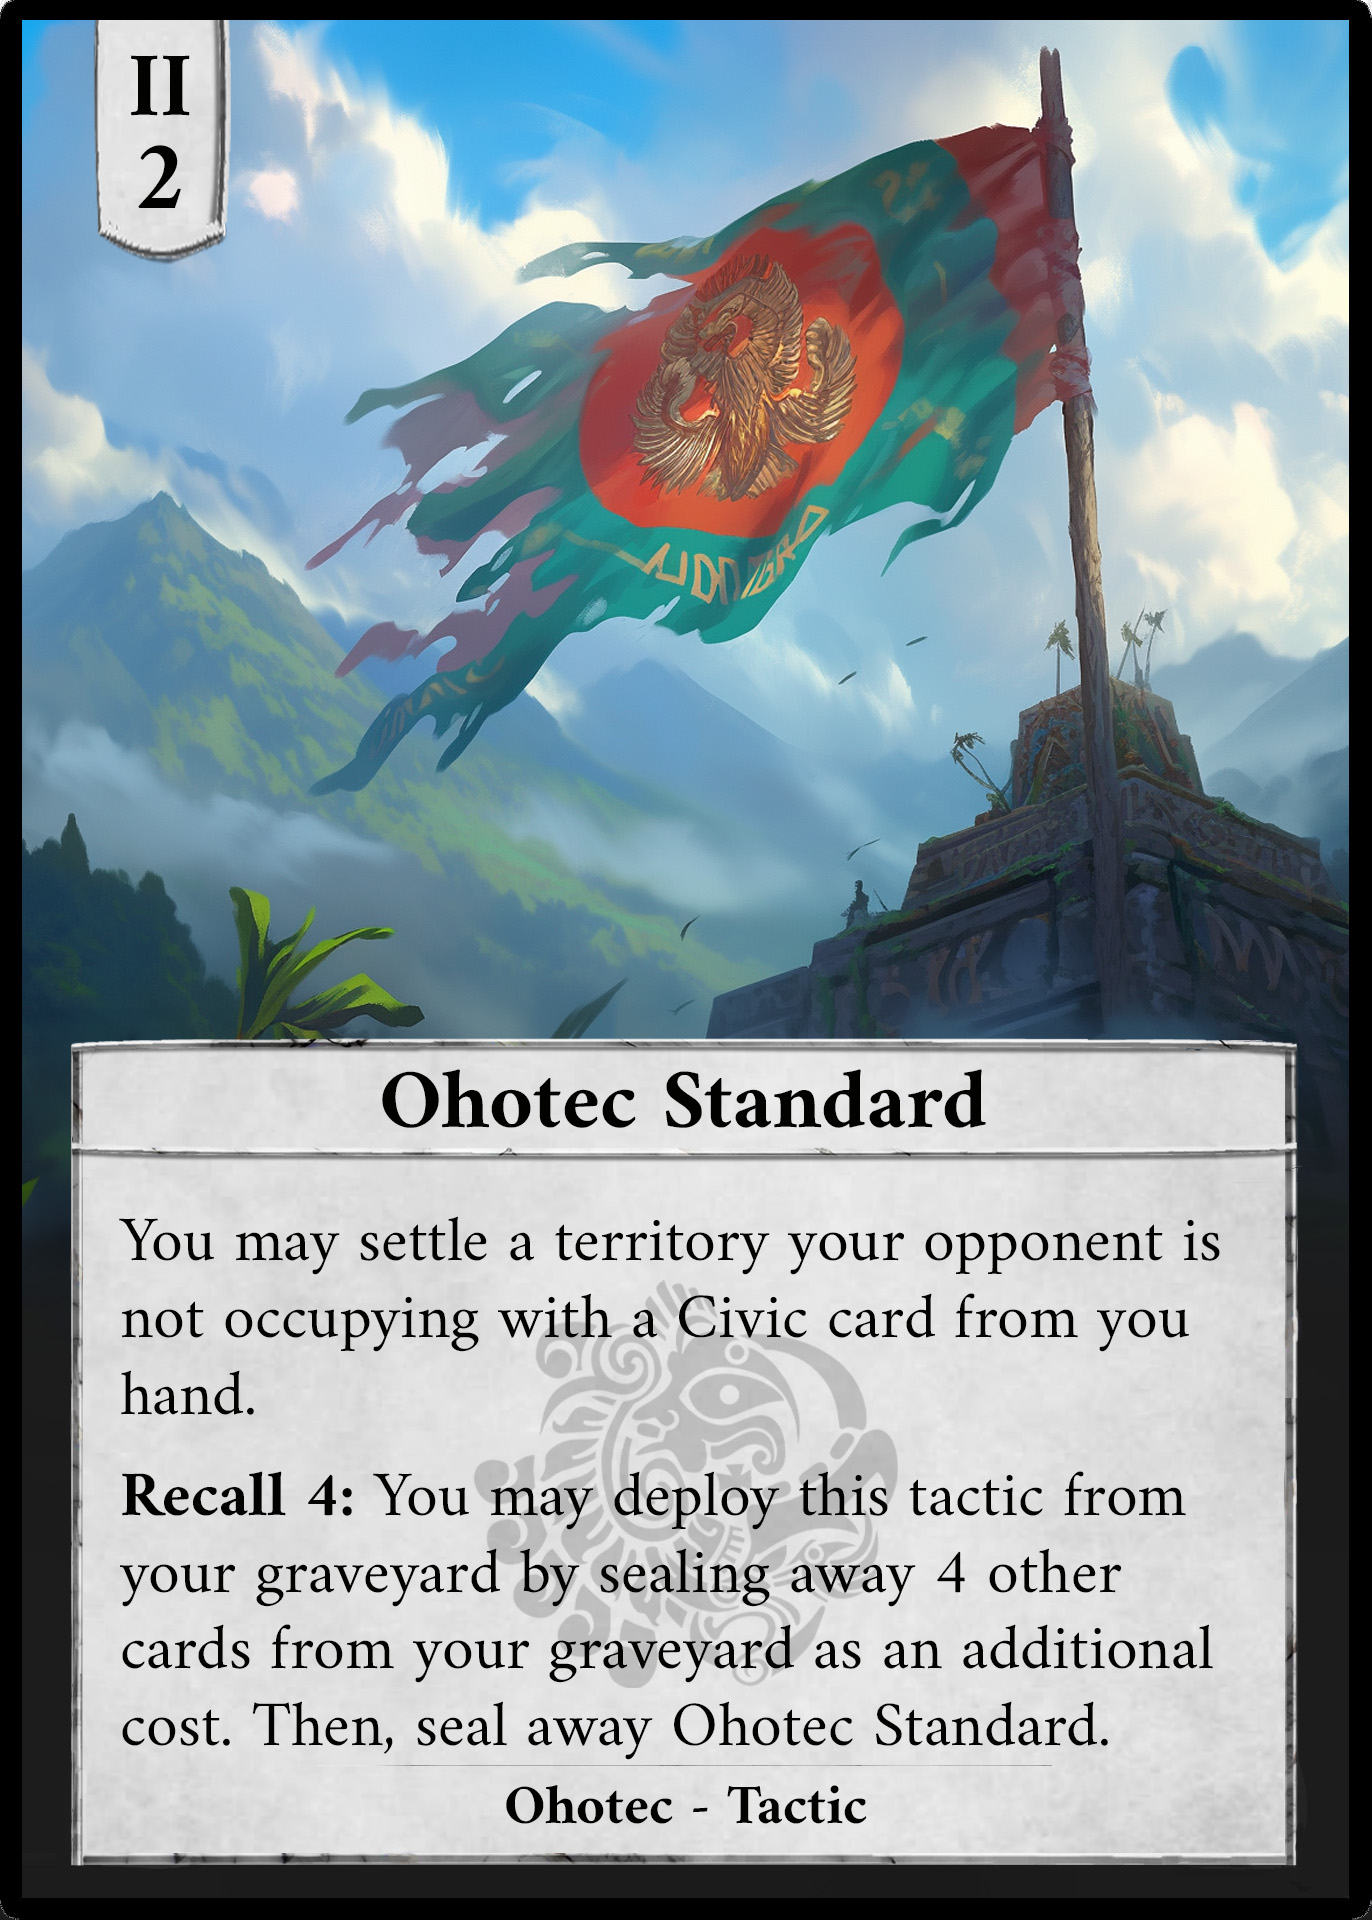 II
2
Ohotec Standard
You may settle a territory your opponent is
not occupying with a Civic card from you
hand.
Recall 4: You may deploy this tactic from
your graveyard by sealing away 4 other
cards from your graveyard as an additional
cost. Then, seal away Ohotec Standard.
Ohotec - Tactic